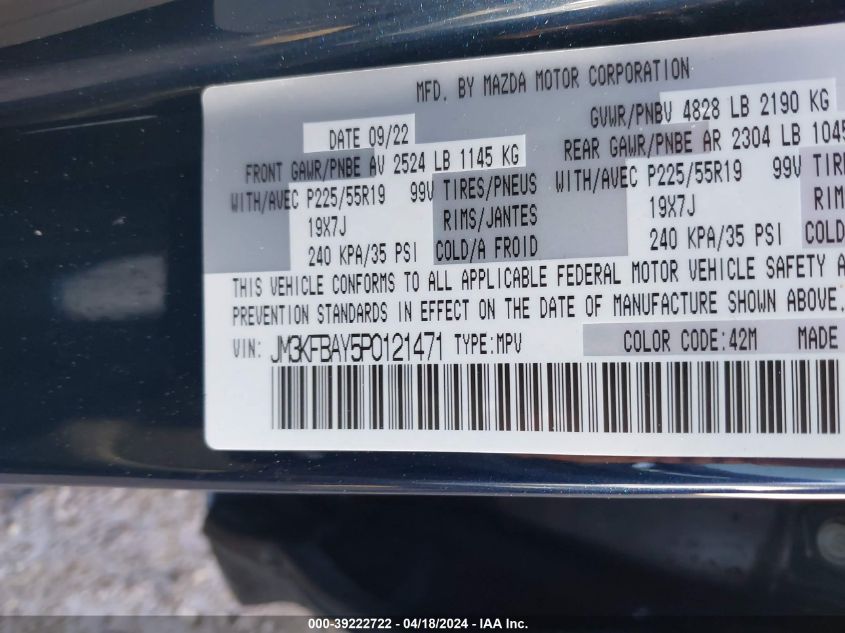 MFD. BY MAZDA MOTOR CORPORATION
DATE 09/22 GVWR/PNBV 4828 LB 2190 KG
FRONT GAWR/PNBE AV 2524 LB 1145 KG REAR GAWR/PNBE AR 2304 LB 1045
WITH/AVEC P225/55R19 99V TIRES/PNEUS WITH/AVEC P225/55R19 99V TIRE
19X7J RIMS/JANTES 19X7J RIMS
240 KPA/35 PSI COLD/A FROID 240 KPA/35 PSI COLD
THIS VEHICLE CONFORMS TO ALL APPLICABLE FEDERAL MOTOR VEHICLE SAFETY A
PREVENTION STANDARDS IN EFFECT ON THE DATE OF MANUFACTURE SHOWN ABOVE.
VIN: JM3KFBAY5P0121471 TYPE:MPV COLOR CODE:42M MADE
000-39222722 - 04/18/2024 - IAA Inc.